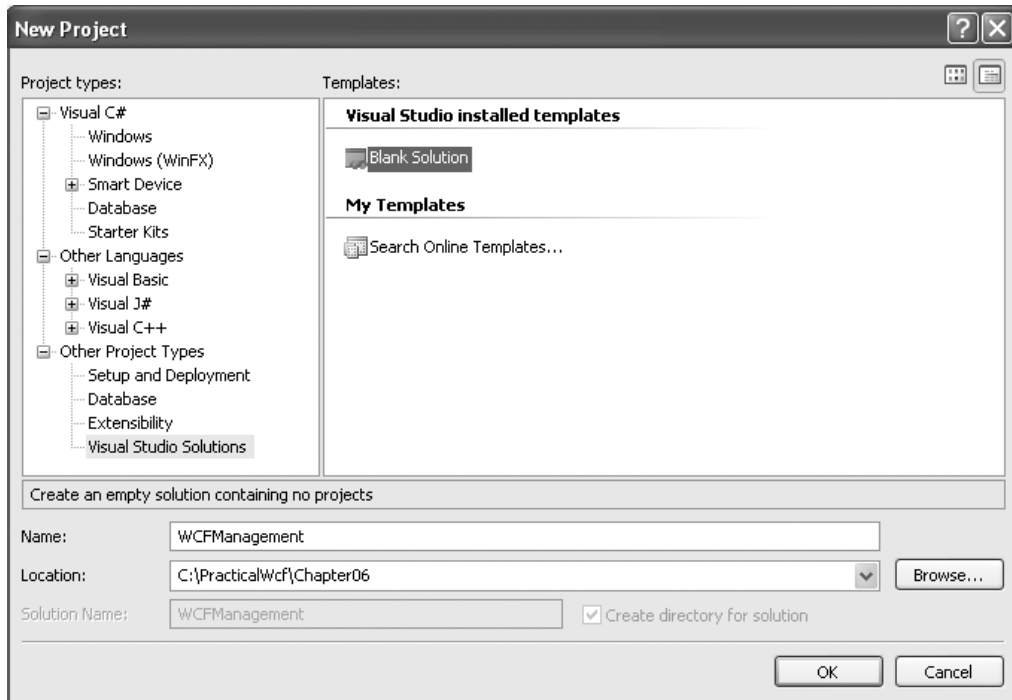 New Project
Project types:
Templates:
Visual C#
Windows
Windows (WinFX)
Smart Device
Database
Starter Kits
Other Languages
Visual Basic
Visual J#
Visual C++
Other Project Types
Setup and Deployment
Database
Extensibility
Visual Studio Solutions
Visual Studio installed templates
Blank Solution
My Templates
Search Online Templates...
Create an empty solution containing no projects
Name:
WCFManagement
Location:
C:\PracticalWcf\Chapter06
Browse...
Solution Name:
WCFManagement
Create directory for solution
OK
Cancel